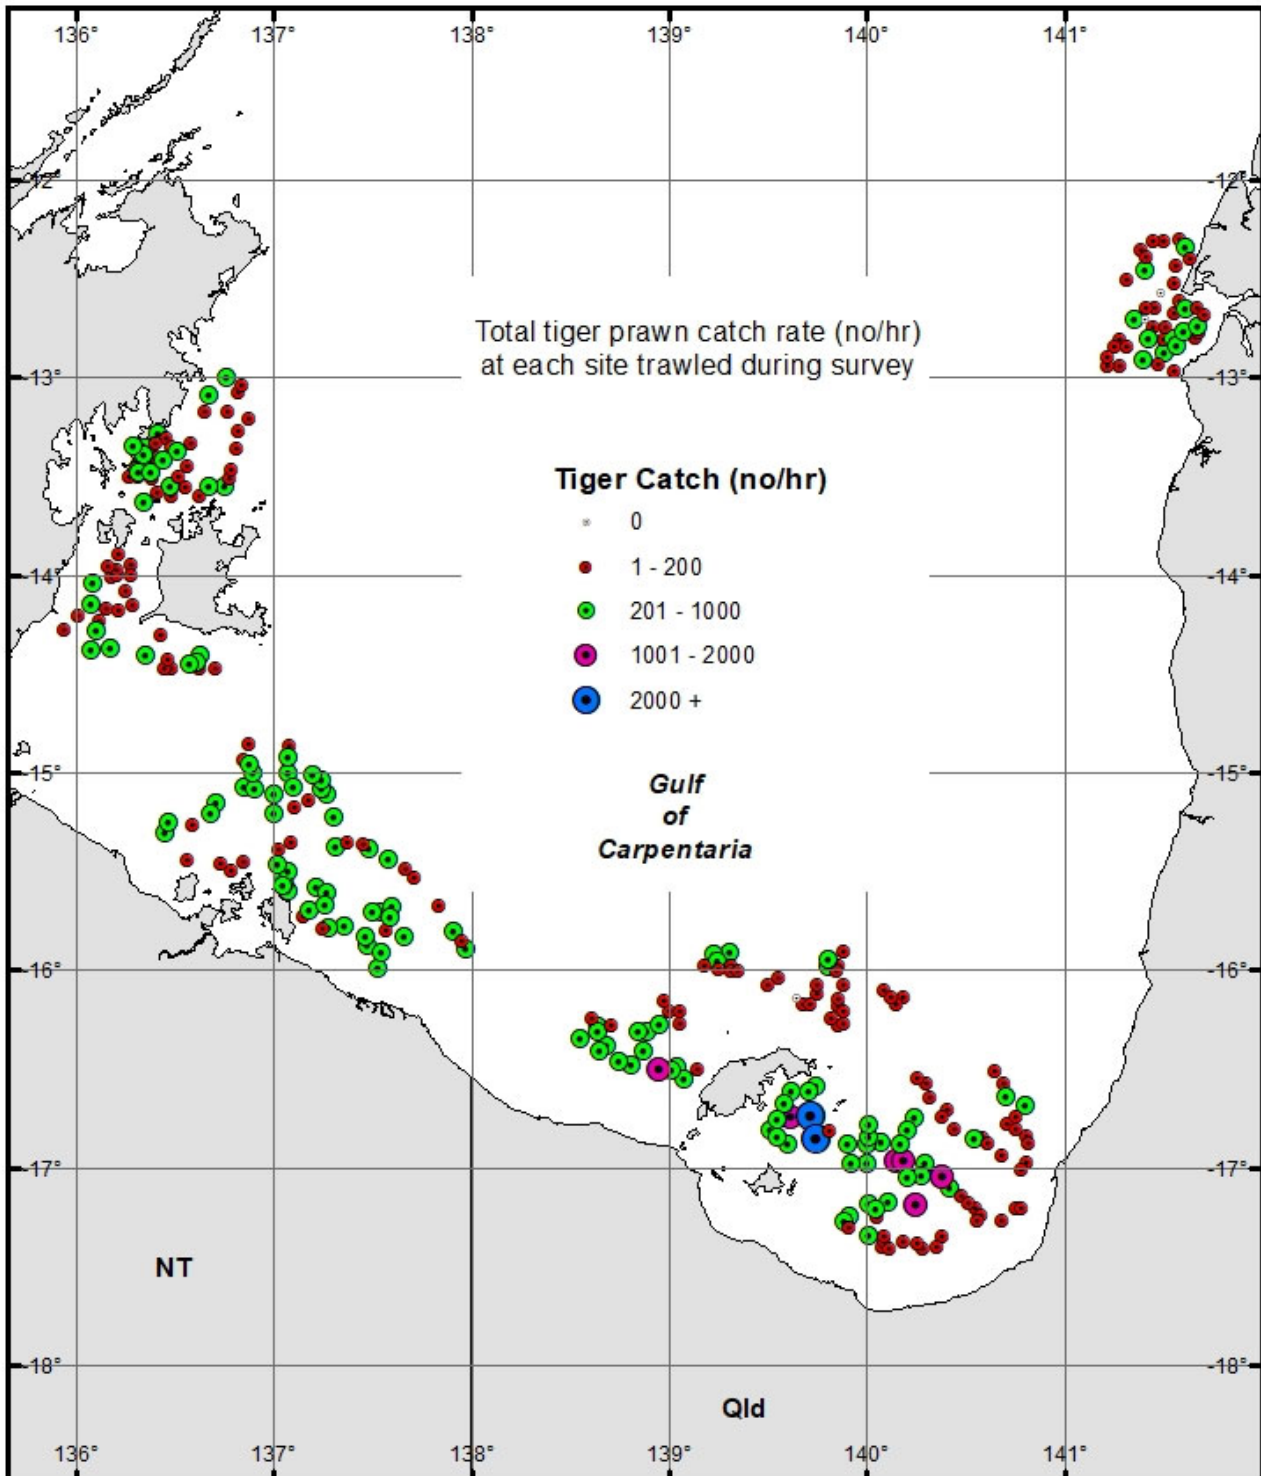 136° 137° 138° 139° 140° 141°
-12° -12°
Total tiger prawn catch rate (no/hr)
at each site trawled during survey
-13° -13°
Tiger Catch (no/hr)
0
1 - 200
201 - 1000
1001 - 2000
2000 +
-14° -14°
-15° -15°
Gulf
of
Carpentaria
-16° -16°
-17° -17°
NT
-18° -18°
Qld
136° 137° 138° 139° 140° 141°